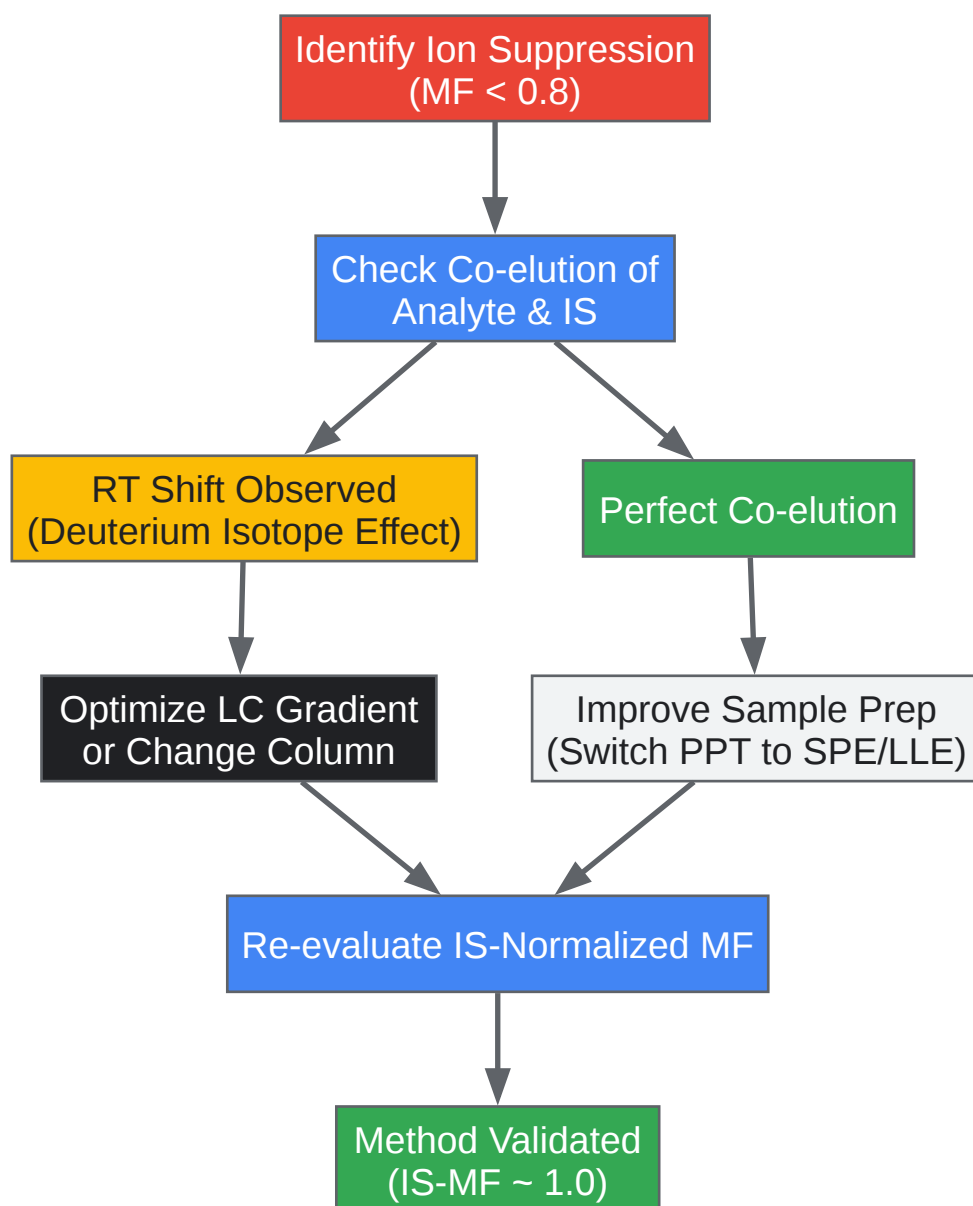 Identify Ion Suppression
(MF < 0.8)
Check Co-elution of
Analyte & IS
RT Shift Observed
(Deuterium Isotope Effect)
Perfect Co-elution
Optimize LC Gradient
or Change Column
Improve Sample Prep
(Switch PPT to SPE/LLE)
Re-evaluate IS-Normalized MF
Method Validated
(IS-MF ~ 1.0)